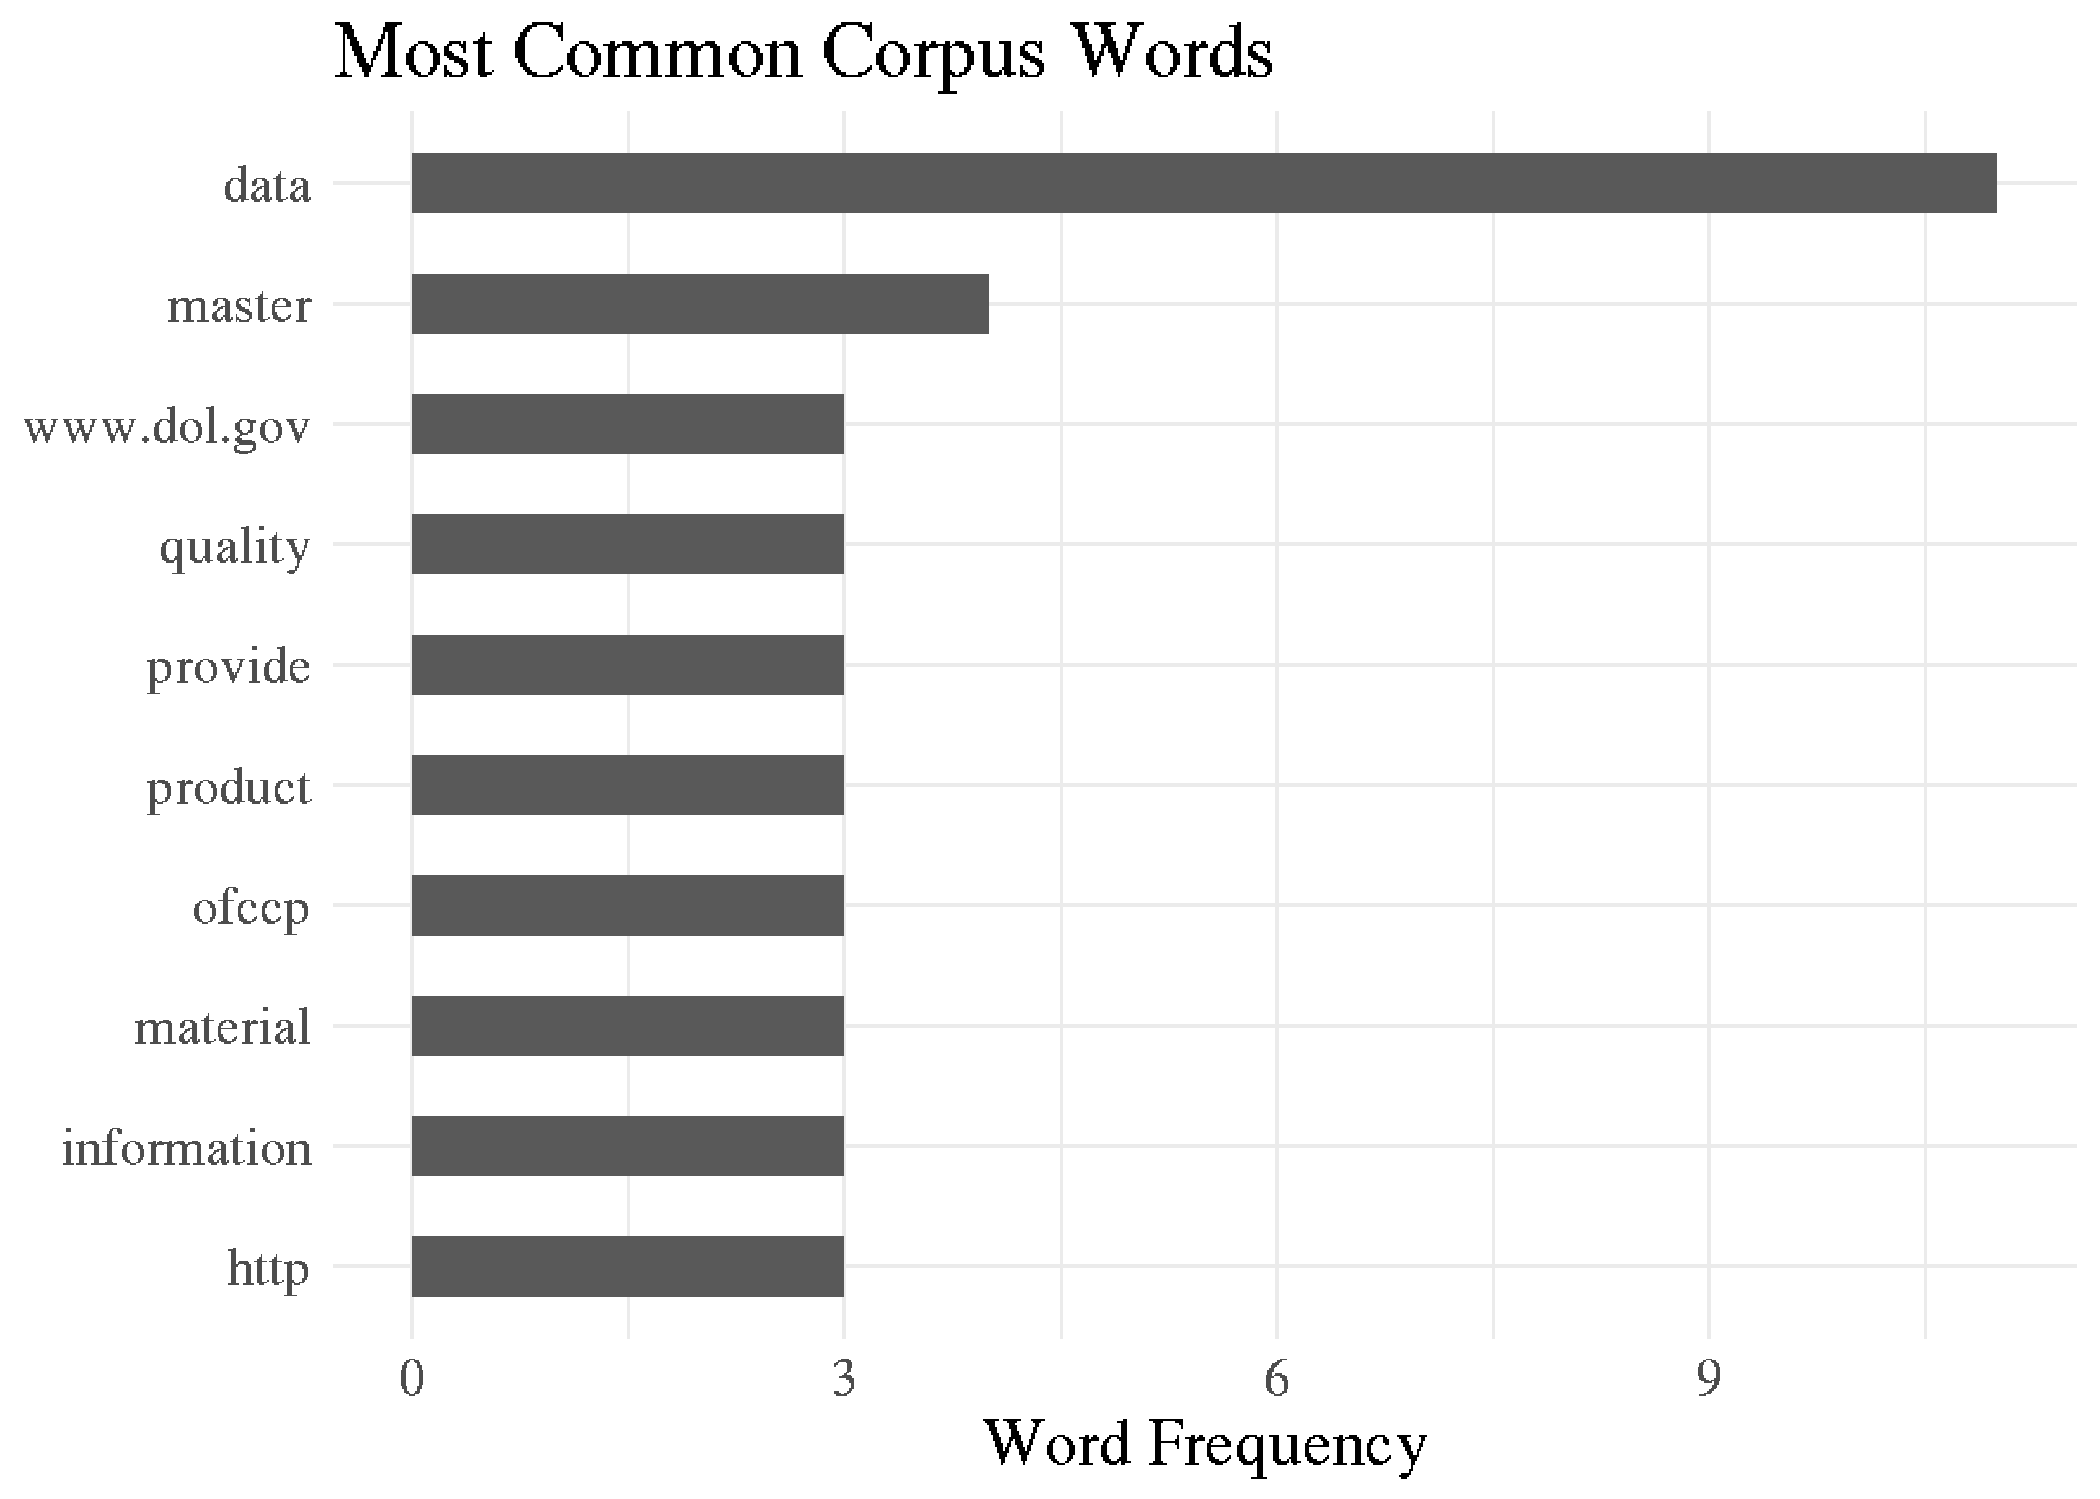 Most Common Corpus Words
data
master
www.dol.gov
quality
provide
product
ofccp
material
information
http
0 3 6 9
Word Frequency